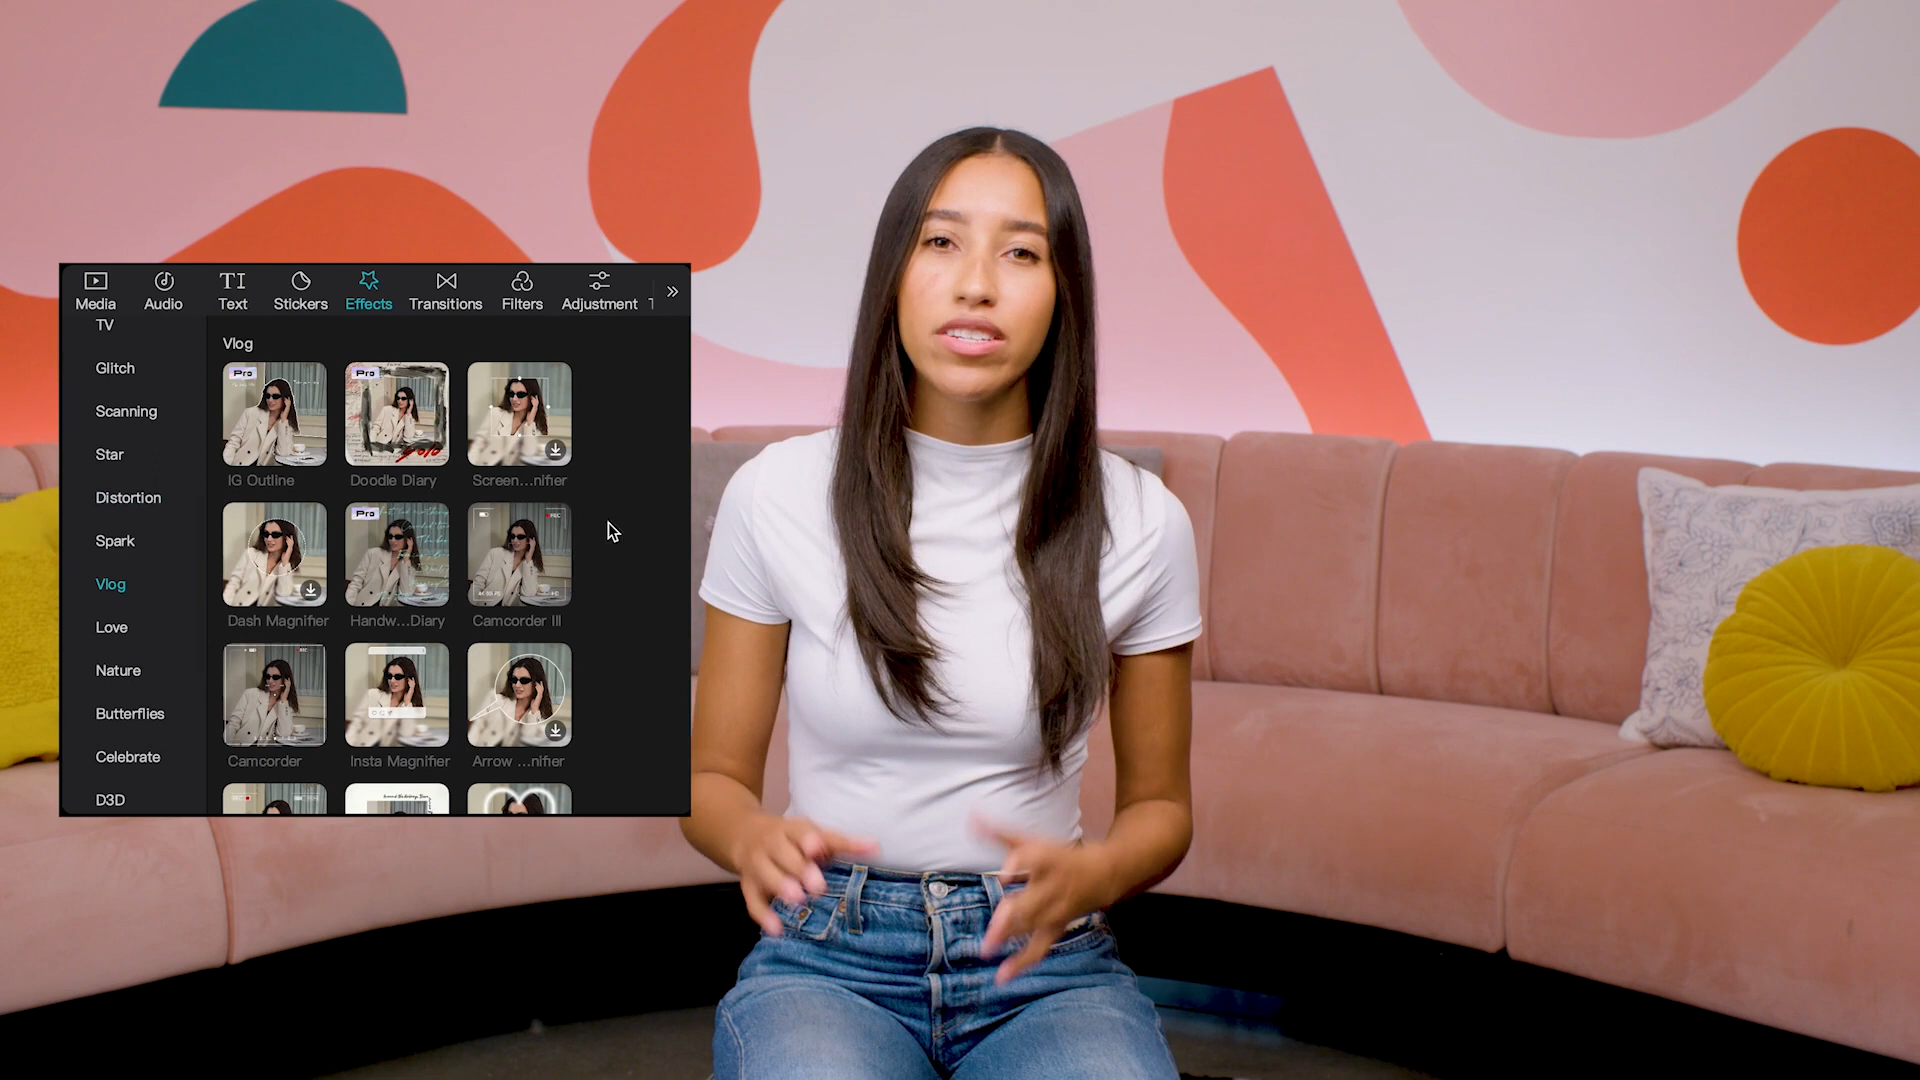 Media Audio Text Stickers Effects Transitions Filters Adjustment
TV
Glitch
Scanning
Star
Distortion
Spark
Vlog
Love
Nature
Butterflies
Celebrate
D3D
Vlog
Pro Pro
IG Outline Doodle Diary Screen...nifier
Pro
Dash Magnifier Handw...Diary Camcorder III
Camcorder Insta Magnifier Arrow ...nifier